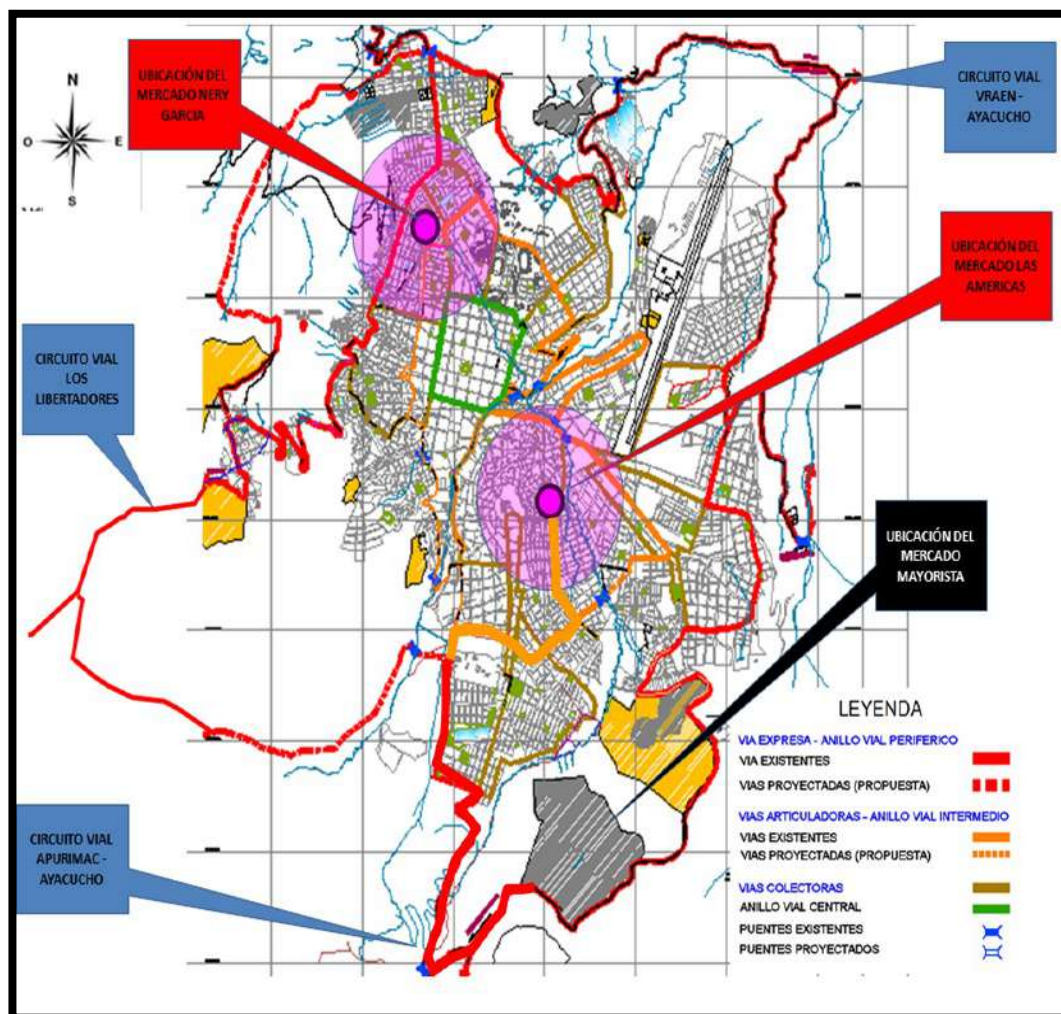 UBICACIÓN DEL
MERCADO NERY
GARCIA
CIRCUITO VIAL
VRAEN -
AYACUCHO
N
O
E
S
UBICACIÓN DEL
MERCADO LAS
AMERICAS
CIRCUITO VIAL
LOS
LIBERTADORES
UBICACIÓN DEL
MERCADO
MAYORISTA
CIRCUITO VIAL
APURIMAC -
AYACUCHO
LEYENDA
VIA EXPRESA - ANILLO VIAL PERIFERICO
VIA EXISTENTES
VIAS PROYECTADAS (PROPUESTA)
VIAS ARTICULADORAS - ANILLO VIAL INTERMEDIO
VIAS EXISTENTES
VIAS PROYECTADAS (PROPUESTA)
VIAS COLECTORAS
ANILLO VIAL CENTRAL
PUENTES EXISTENTES
PUENTES PROYECTADOS